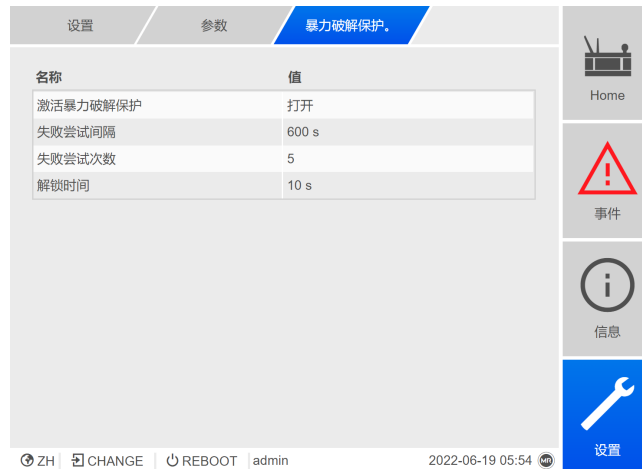 设置 参数 暴力破解保护。
名称 值
激活暴力破解保护 打开
失败尝试间隔 600 s
失败尝试次数 5
解锁时间 10 s
Home
事件
信息
设置
ZH CHANGE REBOOT admin 2022-06-19 05:54 MR